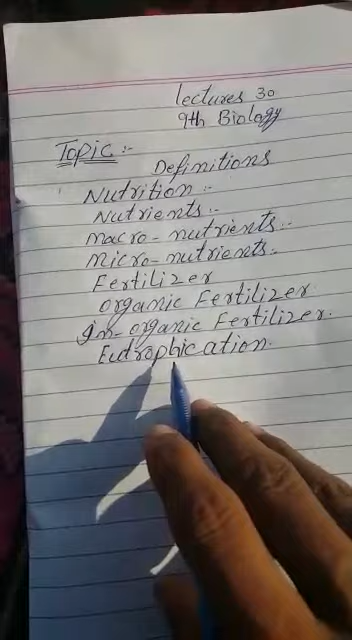 lectures 30
9th Biology
Topic :-
Definitions
Nutrition :-
Nutrients :-
Macro-nutrients :-
Micro-nutrients :-
Fertilizer
organic Fertilizer
In-organic Fertilizer.
Eutrophication.